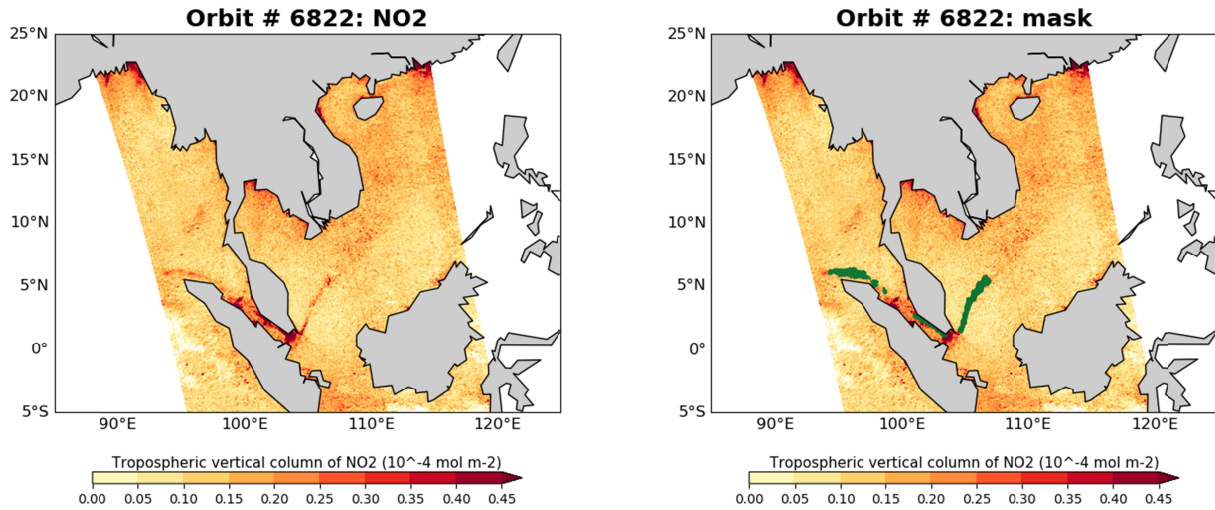 Orbit # 6822: NO2
25°N
20°N
15°N
10°N
5°N
0°
5°S
90°E 100°E 110°E 120°E
Tropospheric vertical column of NO2 (10^-4 mol m-2)
0.00 0.05 0.10 0.15 0.20 0.25 0.30 0.35 0.40 0.45
Orbit # 6822: mask
25°N
20°N
15°N
10°N
5°N
0°
5°S
90°E 100°E 110°E 120°E
Tropospheric vertical column of NO2 (10^-4 mol m-2)
0.00 0.05 0.10 0.15 0.20 0.25 0.30 0.35 0.40 0.45